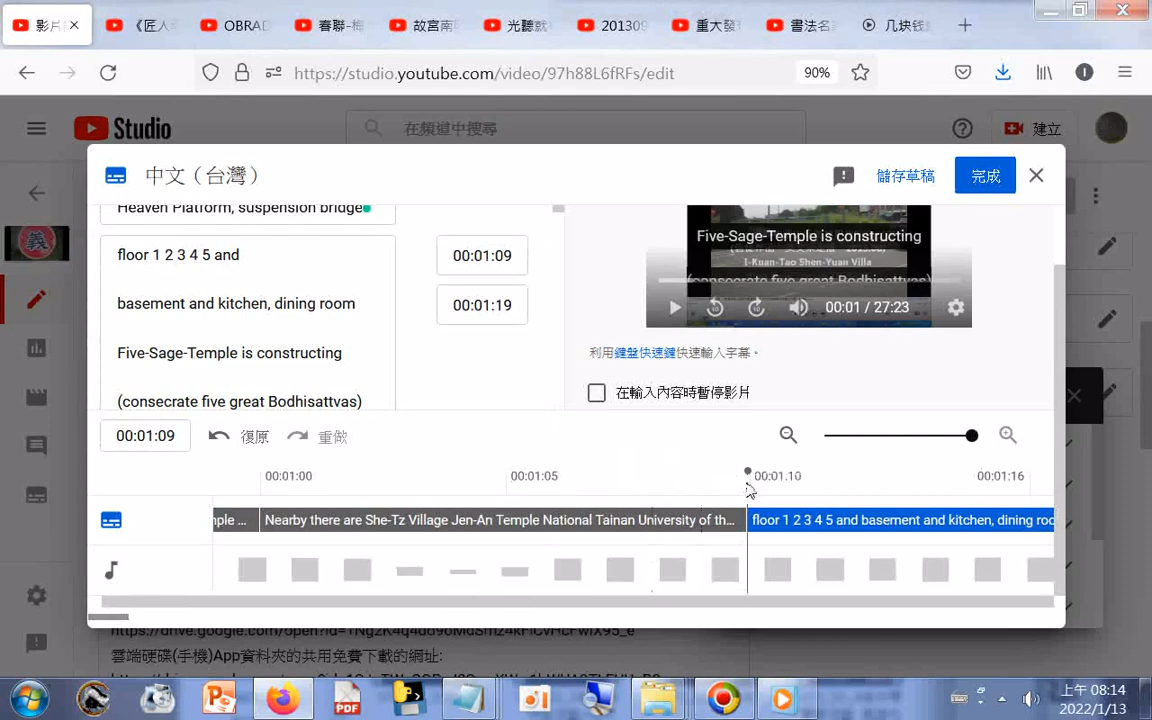 影片
《匠人
OBRAD
春聯-梅
故宮南
光聽就
201309
重大發
書法名
几块钱
https://studio.youtube.com/video/97h88L6fRFs/edit
90%
Studio
在頻道中搜尋
建立
中文（台灣）
儲存草稿
完成
Heaven Platform, suspension bridge
floor 1 2 3 4 5 and
00:01:09
basement and kitchen, dining room
00:01:19
Five-Sage-Temple is constructing
(consecrate five great Bodhisattvas)
Five-Sage-Temple is constructing
I-Kuan-Tao Shen-Yuan Villa
(consecrate five great Bodhisattvas)
00:01 / 27:23
利用鍵盤快速鍵快速輸入字幕。
在輸入內容時暫停影片
00:01:09
復原
重做
00:01:00
00:01:05
00:01:10
00:01:16
nple ...
Nearby there are She-Tz Village Jen-An Temple National Tainan University of th...
floor 1 2 3 4 5 and basement and kitchen, dining roo
雲端硬碟(手機)App資料夾的共用免費下載的網址:
PDF
上午 08:14
2022/1/13